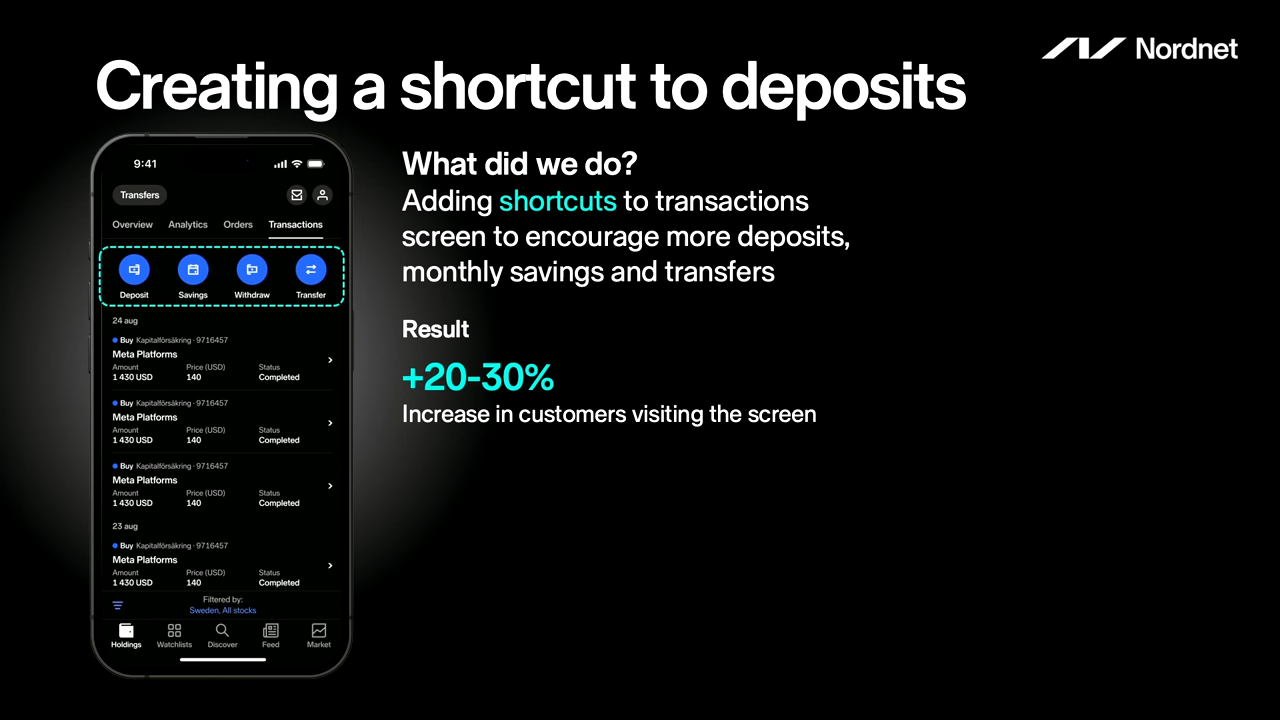 Nordnet
Creating a shortcut to deposits
9:41
Transfers
Overview Analytics Orders Transactions
Deposit Savings Withdraw Transfer
24 aug
Buy Kapitalförsäkring · 9716457
Meta Platforms
Amount Price (USD) Status
1 430 USD 140 Completed
Buy Kapitalförsäkring · 9716457
Meta Platforms
Amount Price (USD) Status
1 430 USD 140 Completed
Buy Kapitalförsäkring · 9716457
Meta Platforms
Amount Price (USD) Status
1 430 USD 140 Completed
23 aug
Buy Kapitalförsäkring · 9716457
Meta Platforms
Amount Price (USD) Status
1 430 USD 140 Completed
Filtered by:
Sweden, All stocks
Holdings Watchlists Discover Feed Market
What did we do?
Adding shortcuts to transactions
screen to encourage more deposits,
monthly savings and transfers
Result
+20-30%
Increase in customers visiting the screen